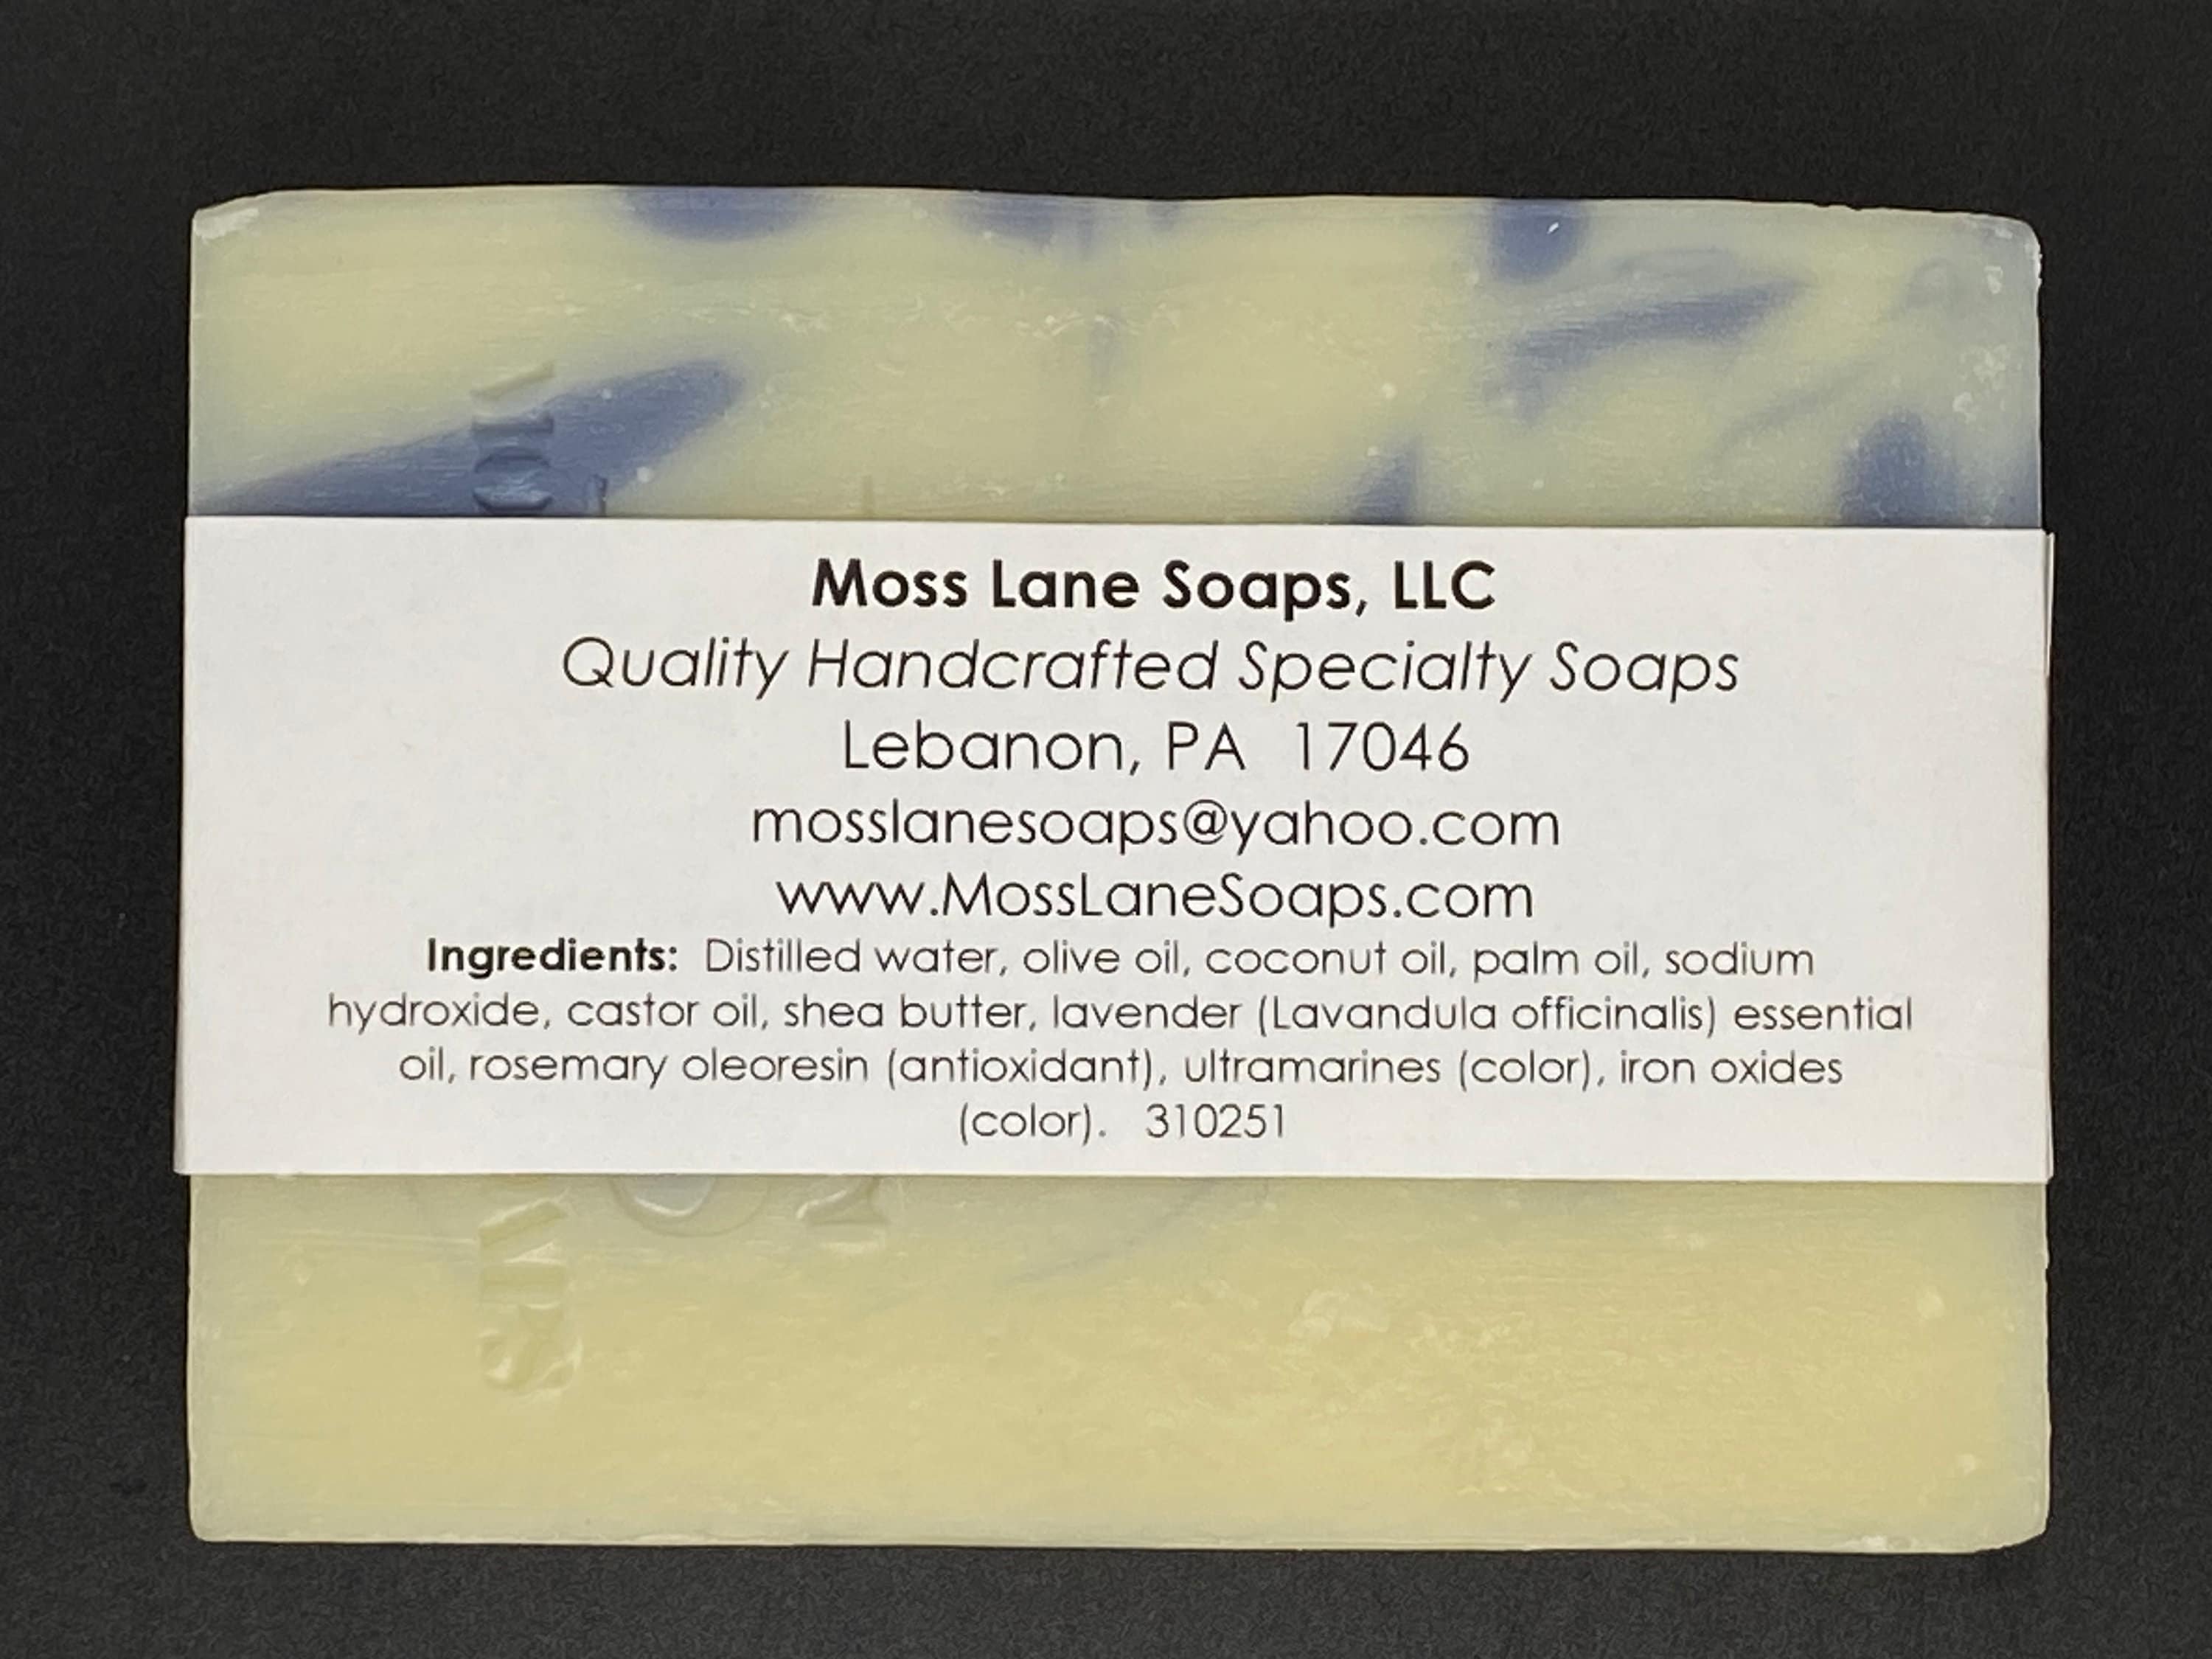 Moss Lane Soaps, LLC
Quality Handcrafted Specialty Soaps
Lebanon, PA 17046
mosslanesoaps@yahoo.com
www.MossLaneSoaps.com
Ingredients: Distilled water, olive oil, coconut oil, palm oil, sodium
hydroxide, castor oil, shea butter, lavender (Lavandula officinalis) essential
oil, rosemary oleoresin (antioxidant), ultramarines (color), iron oxides
(color). 310251